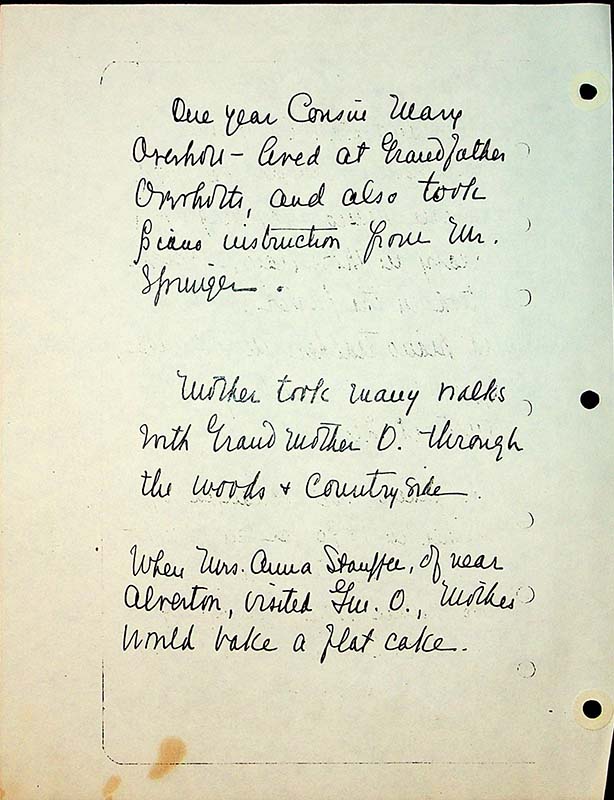 One year Cousin Mary
Overholt - lived at Grandfather
Overholts, and also took
piano instruction from Mr.
Springer.
Mother took many walks
with Grandmother O. through
the woods + Countryside
When Mrs. Anna Stauffer, of near
Alverton, visited Gm. O., Mother
would bake a flat cake.